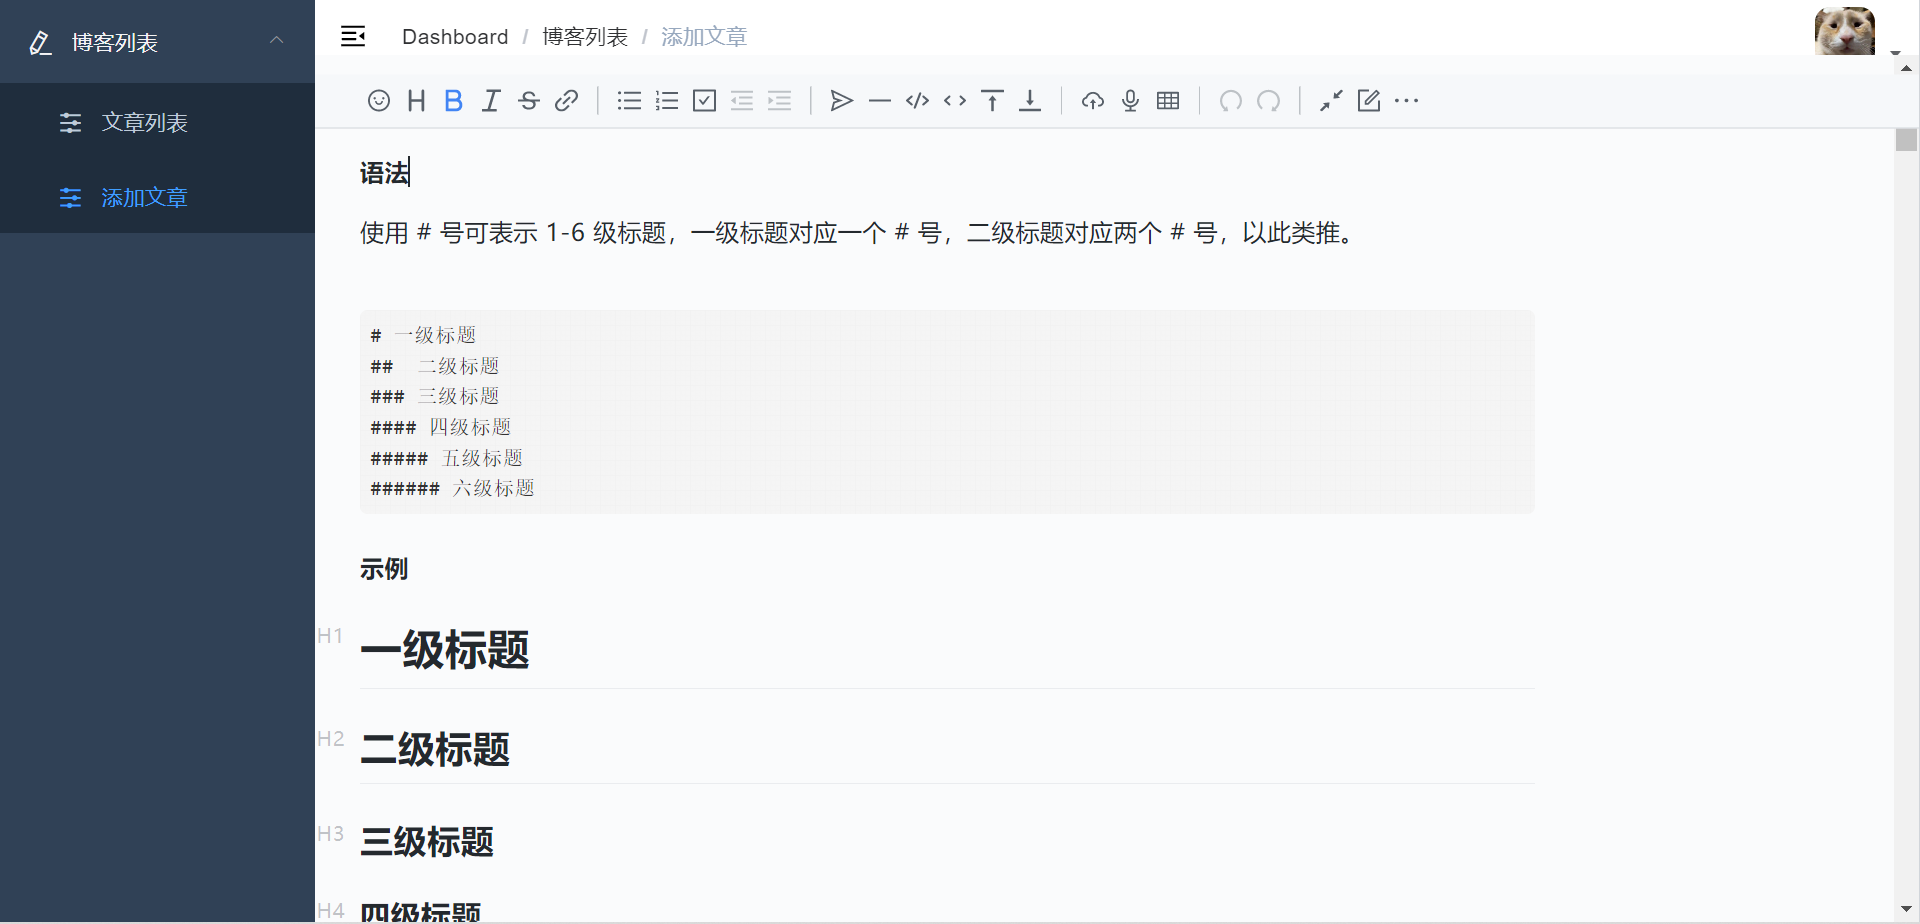 博客列表
文章列表
添加文章
Dashboard / 博客列表 / 添加文章
语法
使用 # 号可表示 1-6 级标题，一级标题对应一个 # 号，二级标题对应两个 # 号，以此类推。
# 一级标题
##  二级标题
### 三级标题
#### 四级标题
##### 五级标题
###### 六级标题
示例
H1 一级标题
H2 二级标题
H3 三级标题
H4 四级标题